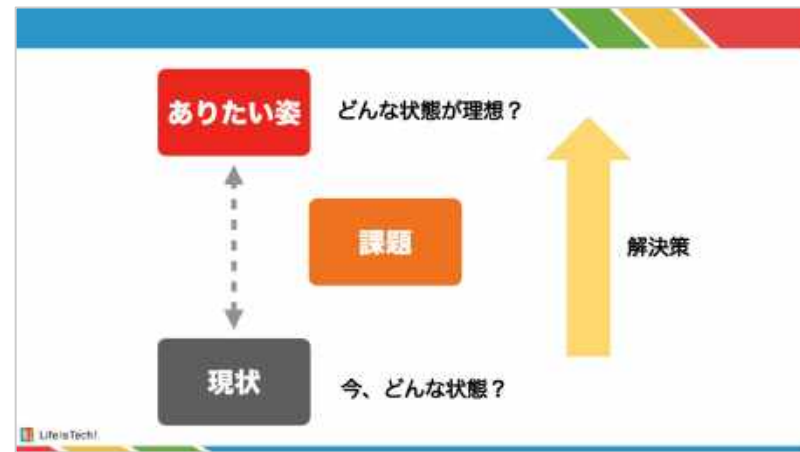 ありたい姿
どんな状態が理想？
課題
解決策
現状
今、どんな状態？
Life is Tech!